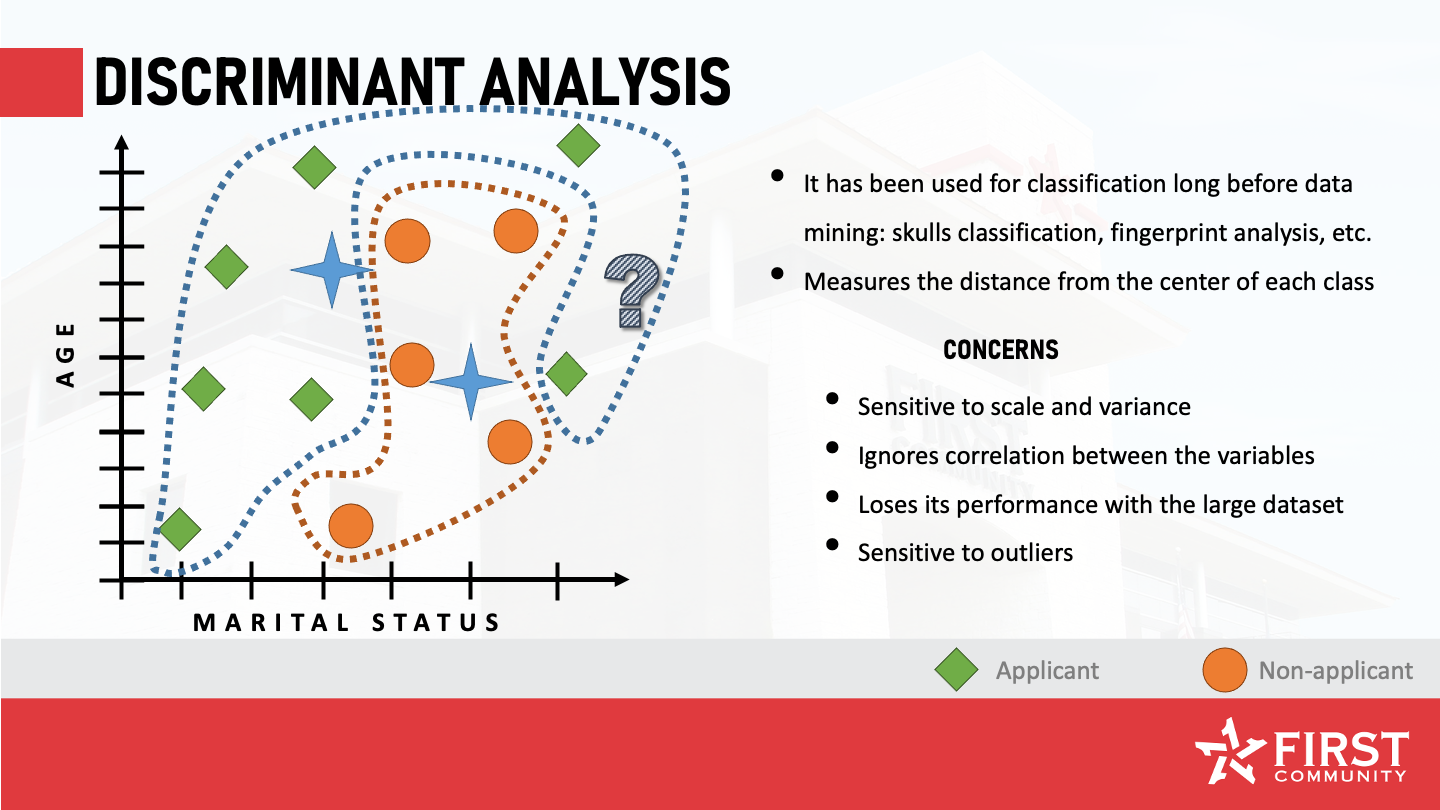 DISCRIMINANT ANALYSIS
AGE
?
MARITAL STATUS
• It has been used for classification long before data
mining: skulls classification, fingerprint analysis, etc.
• Measures the distance from the center of each class
CONCERNS
• Sensitive to scale and variance
• Ignores correlation between the variables
• Loses its performance with the large dataset
• Sensitive to outliers
Applicant
Non-applicant
FIRST
COMMUNITY